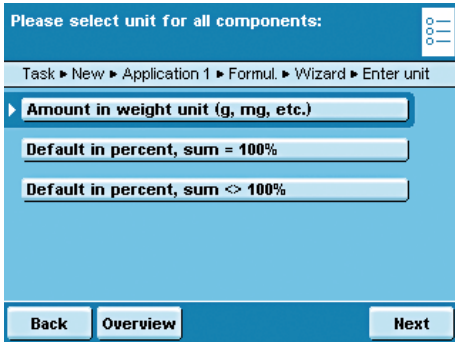 Please select unit for all components:
Task ▸ New ▸ Application 1 ▸ Formul. ▸ Wizard ▸ Enter unit
Amount in weight unit (g, mg, etc.)
Default in percent, sum = 100%
Default in percent, sum <> 100%
Back Overview Next